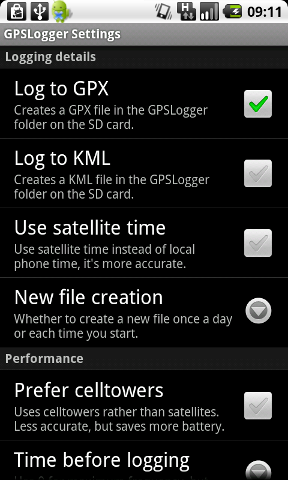 09:11
GPSLogger Settings
Logging details
Log to GPX
Creates a GPX file in the GPSLogger
folder on the SD card.
Log to KML
Creates a KML file in the GPSLogger
folder on the SD card.
Use satellite time
Use satellite time instead of local
phone time, it's more accurate.
New file creation
Whether to create a new file once a day
or each time you start.
Performance
Prefer celltowers
Uses celltowers rather than satellites.
Less accurate, but saves more battery.
Time before logging